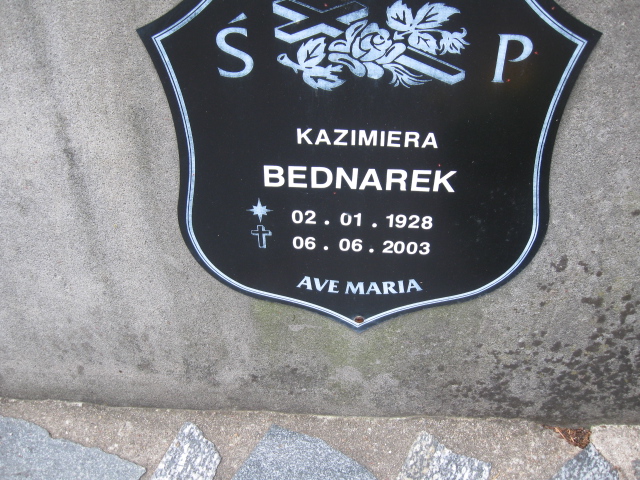 Ś P
KAZIMIERA
BEDNAREK
02.01.1928
06.06.2003
AVE MARIA